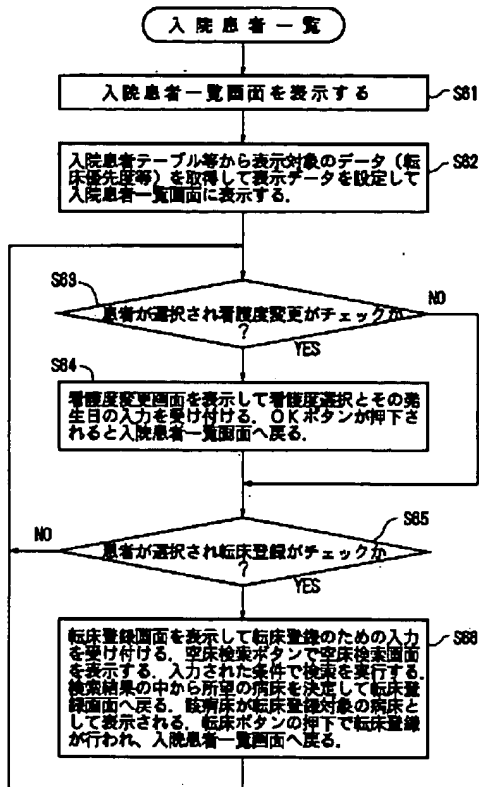 入院患者一覧
入院患者一覧画面を表示する
S61
入院患者テーブル等から表示対象のデータ（転
床優先度等）を取得して表示データを設定して
入院患者一覧画面に表示する．
S62
S63
患者が選択され看護度変更がチェックか
？
NO
YES
S64
看護度変更画面を表示して看護度選択とその発
生日の入力を受け付ける．ＯＫボタンが押下さ
れると入院患者一覧画面へ戻る．
S65
NO
患者が選択され転床登録がチェックか
？
YES
S66
転床登録画面を表示して転床登録のための入力
を受け付ける．空床検索ボタンで空床検索画面
を表示する．入力された条件で検索を実行する．
検索結果の中から所望の病床を決定して転床登
録画面へ戻る．該病床が転床登録対象の病床と
して表示される．転床ボタンの押下で転床登録
が行われ、入院患者一覧画面へ戻る．